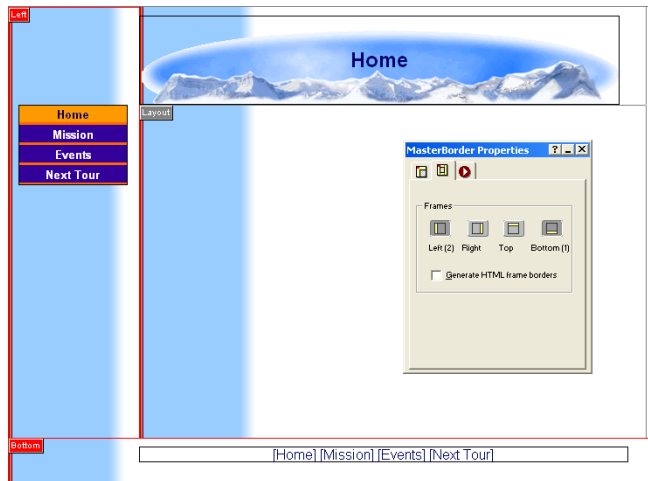 Left
Home
Home
Layout
Mission
Events
Next Tour
MasterBorder Properties
Frames
Left (2) Right Top Bottom (1)
Generate HTML frame borders
Bottom
[Home] [Mission] [Events] [Next Tour]